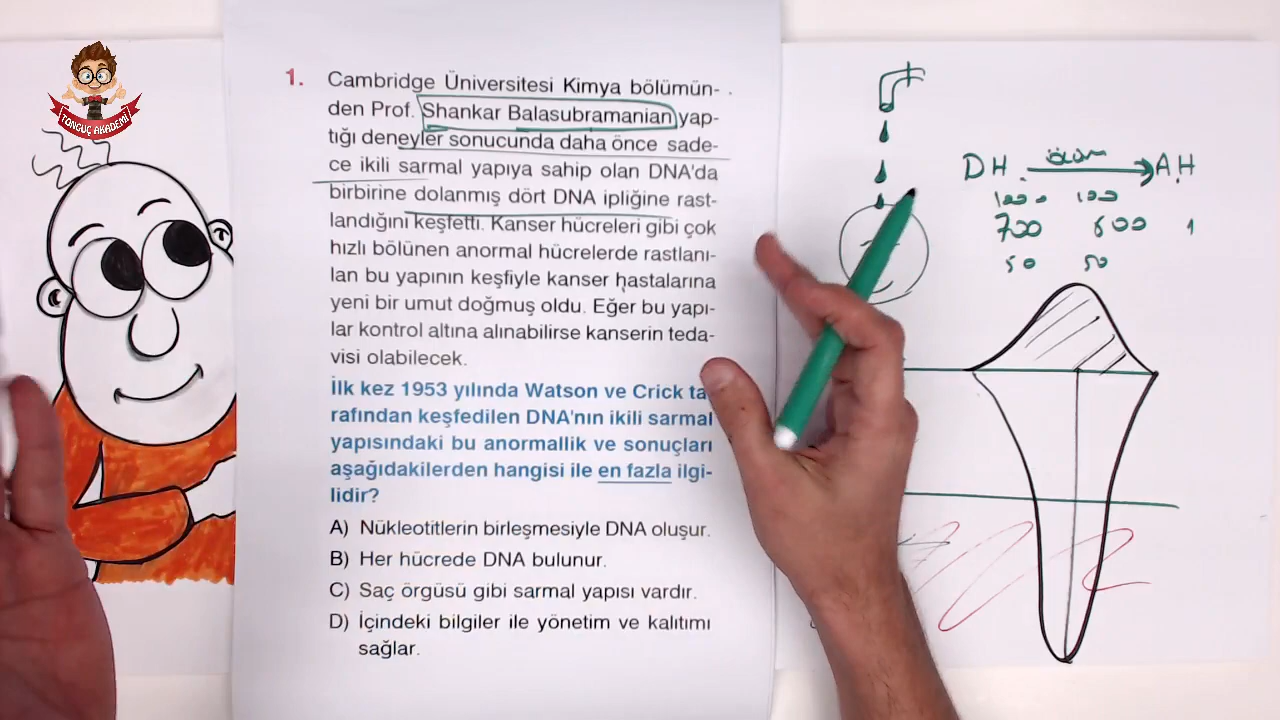 TONGUÇ AKADEMİ
1. Cambridge Üniversitesi Kimya bölümün-
den Prof. Shankar Balasubramanian yap-
tığı deneyler sonucunda daha önce sade-
ce ikili sarmal yapıya sahip olan DNA'da
birbirine dolanmış dört DNA ipliğine rast-
landığını keşfetti. Kanser hücreleri gibi çok
hızlı bölünen anormal hücrelerde rastlanı-
lan bu yapının keşfiyle kanser hastalarına
yeni bir umut doğmuş oldu. Eğer bu yapı-
lar kontrol altına alınabilirse kanserin teda-
visi olabilecek.
İlk kez 1953 yılında Watson ve Crick ta
rafından keşfedilen DNA'nın ikili sarmal
yapısındaki bu anormallik ve sonuçları
aşağıdakilerden hangisi ile en fazla ilgi-
lidir?
A) Nükleotitlerin birleşmesiyle DNA oluşur.
B) Her hücrede DNA bulunur.
C) Saç örgüsü gibi sarmal yapısı vardır.
D) İçindeki bilgiler ile yönetim ve kalıtımı
sağlar.
DH ölüm AH
100 100
700 600 1
50 50